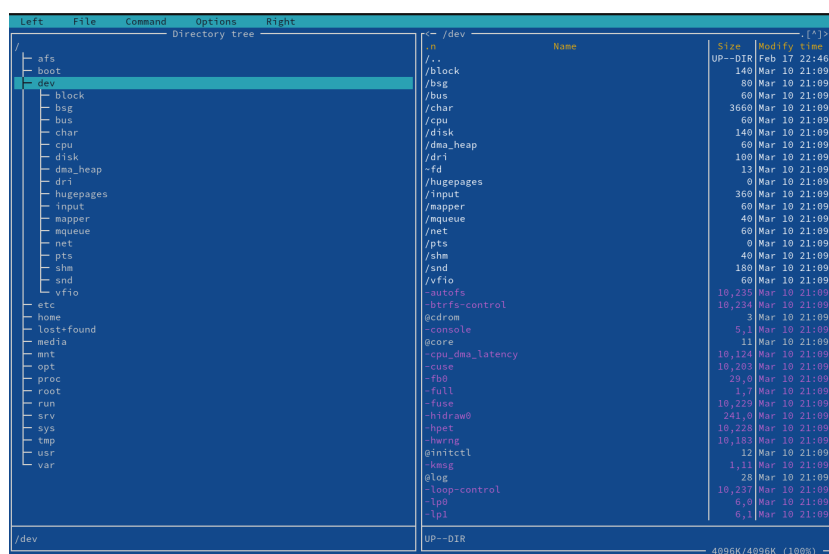 Left File Command Options Right
Directory tree
/
afs
boot
dev
block
bsg
bus
char
cpu
disk
dma_heap
dri
hugepages
input
mapper
mqueue
net
pts
shm
snd
vfio
etc
home
lost+found
media
mnt
opt
proc
root
run
srv
sys
tmp
usr
var
/dev
<─ /dev .[^]>
.n Name Size Modify time
/.. UP--DIR Feb 17 22:46
/block 140 Mar 10 21:09
/bsg 80 Mar 10 21:09
/bus 60 Mar 10 21:09
/char 3660 Mar 10 21:09
/cpu 60 Mar 10 21:09
/disk 140 Mar 10 21:09
/dma_heap 60 Mar 10 21:09
/dri 100 Mar 10 21:09
~fd 13 Mar 10 21:09
/hugepages 0 Mar 10 21:09
/input 360 Mar 10 21:09
/mapper 60 Mar 10 21:09
/mqueue 40 Mar 10 21:09
/net 60 Mar 10 21:09
/pts 0 Mar 10 21:09
/shm 40 Mar 10 21:09
/snd 180 Mar 10 21:09
/vfio 60 Mar 10 21:09
-autofs 10,235 Mar 10 21:09
-btrfs-control 10,234 Mar 10 21:09
@cdrom 3 Mar 10 21:09
-console 5,1 Mar 10 21:09
@core 11 Mar 10 21:09
-cpu_dma_latency 10,124 Mar 10 21:09
-cuse 10,203 Mar 10 21:09
-fb0 29,0 Mar 10 21:09
-full 1,7 Mar 10 21:09
-fuse 10,229 Mar 10 21:09
-hidraw0 241,0 Mar 10 21:09
-hpet 10,228 Mar 10 21:09
-hwrng 10,183 Mar 10 21:09
@initctl 12 Mar 10 21:09
-kmsg 1,11 Mar 10 21:09
@log 28 Mar 10 21:09
-loop-control 10,237 Mar 10 21:09
-lp0 6,0 Mar 10 21:09
-lp1 6,1 Mar 10 21:09
UP--DIR
4096K/4096K (100%)